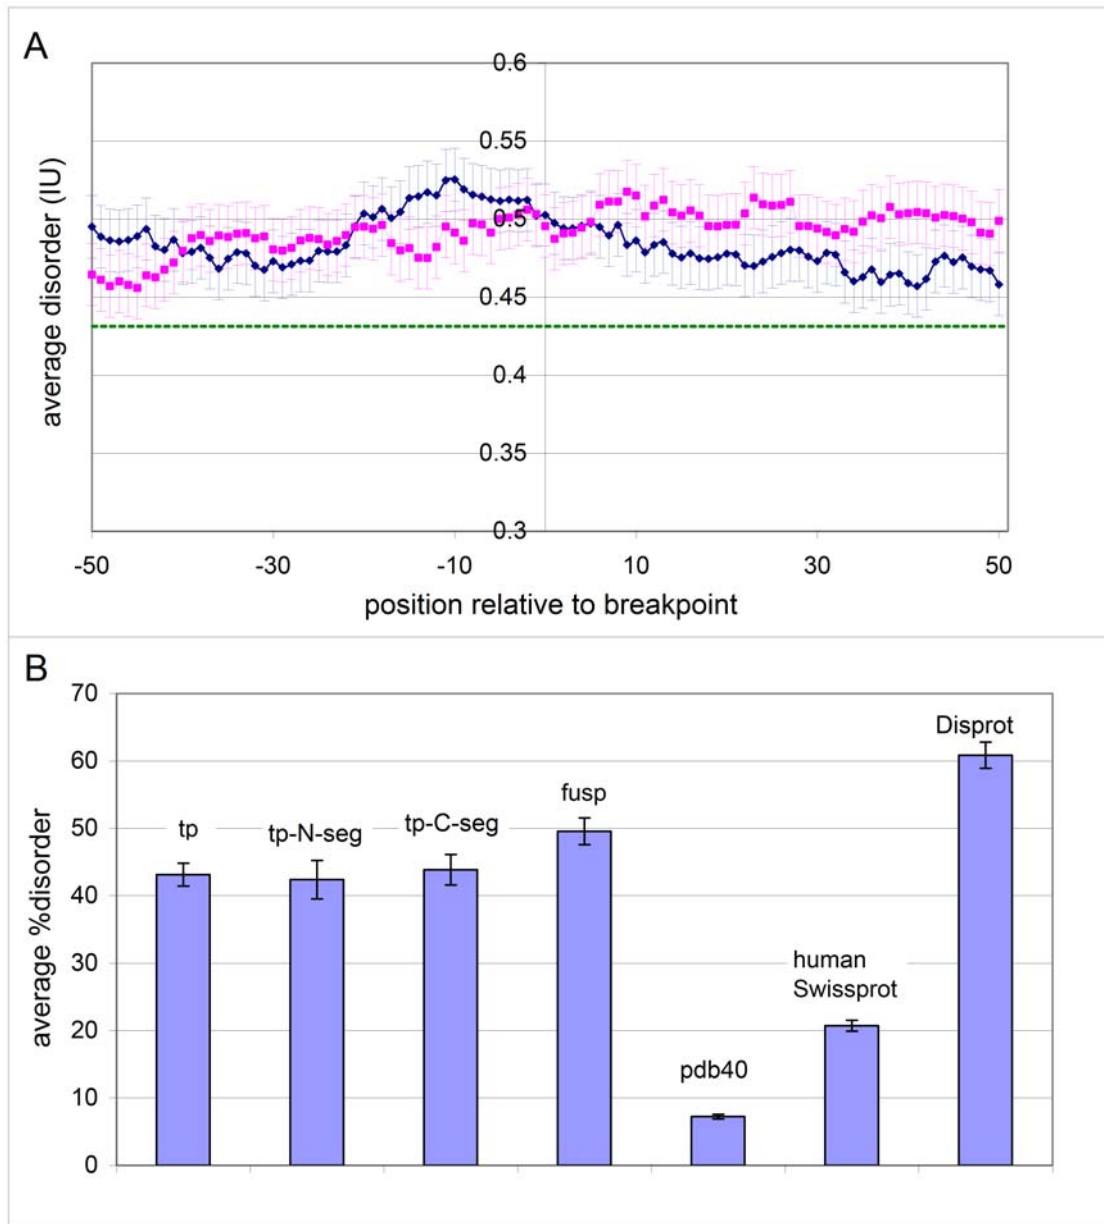 A
0.6
0.55
0.5
0.45
0.4
0.35
0.3
average disorder (IU)
-50 -30 -10 10 30 50
position relative to breakpoint
B
70
60
50
40
30
20
10
0
average %disorder
tp
tp-N-seg
tp-C-seg
fusp
pdb40
human
Swissprot
Disprot